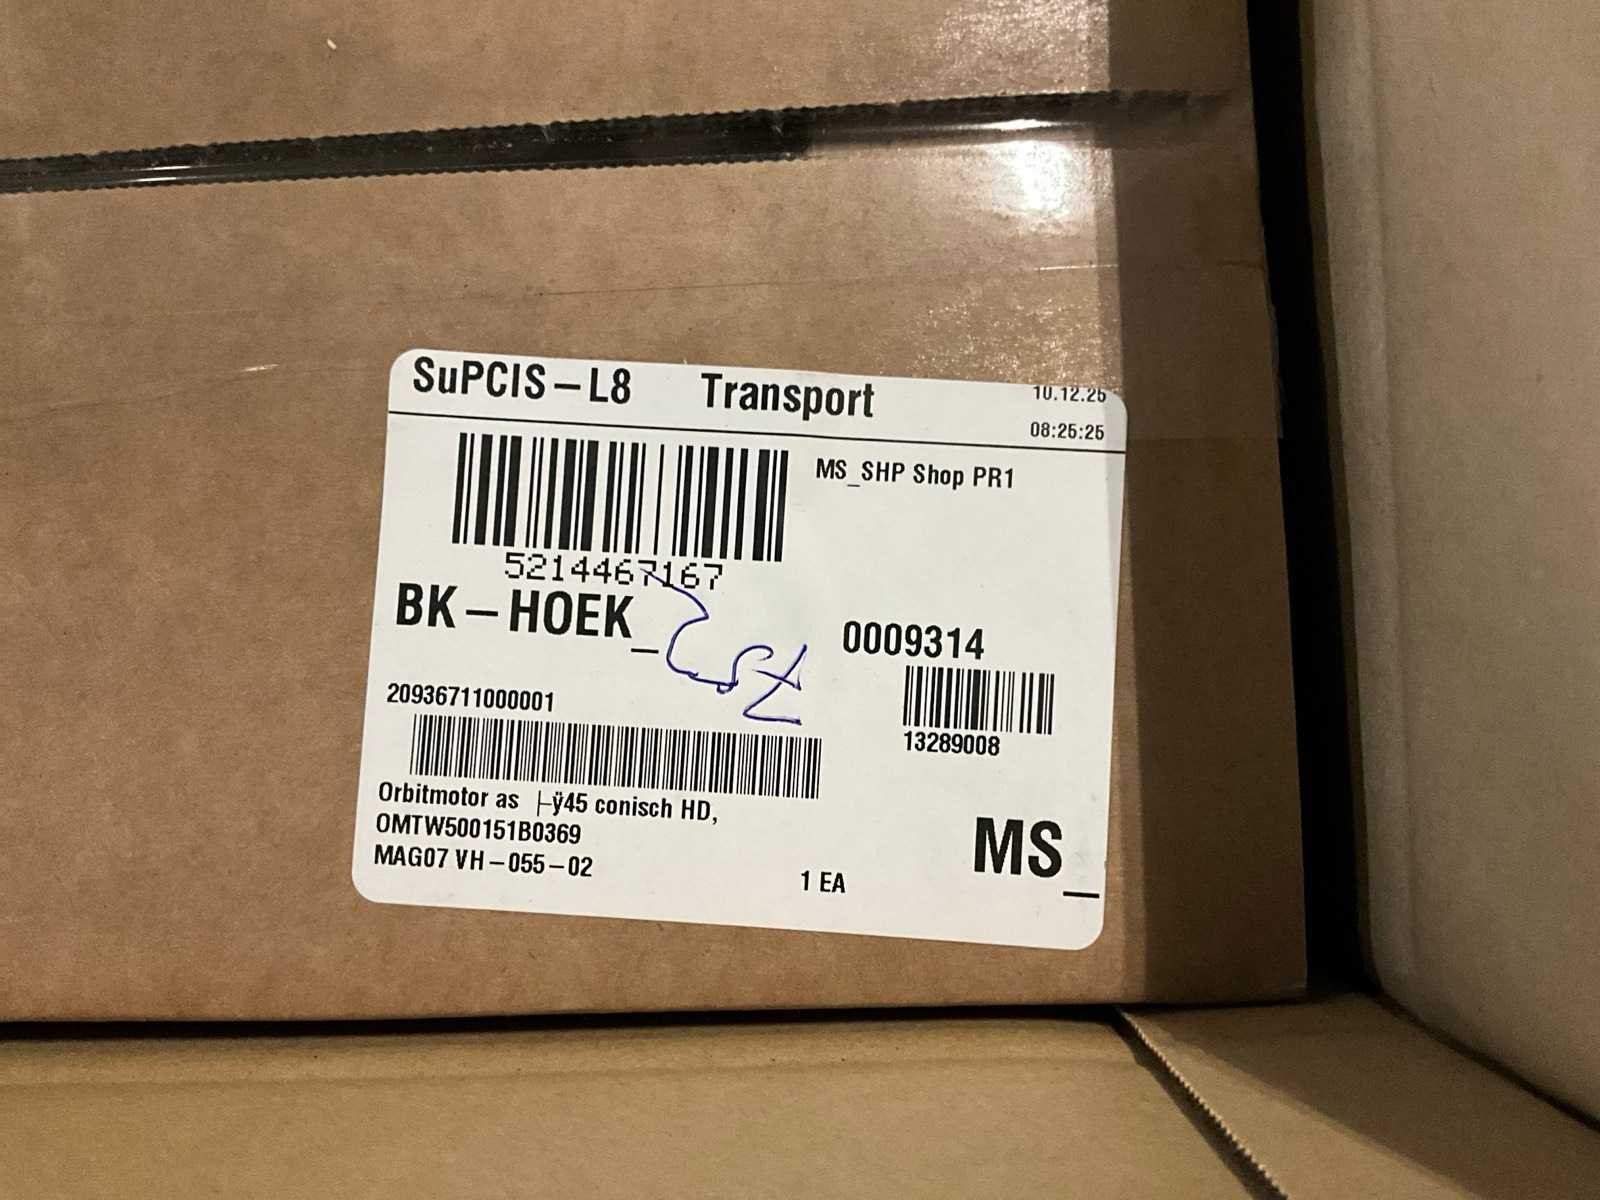 SuPCIS-L8 Transport 10.12.25
08:25:25
MS_SHP Shop PR1
5214467167
BK-HOEK_
0009314
20936711000001
13289008
Orbitmotor as ├ÿ45 conisch HD,
OMTW500151B0369
MAG07 VH-055-02
1 EA
MS_